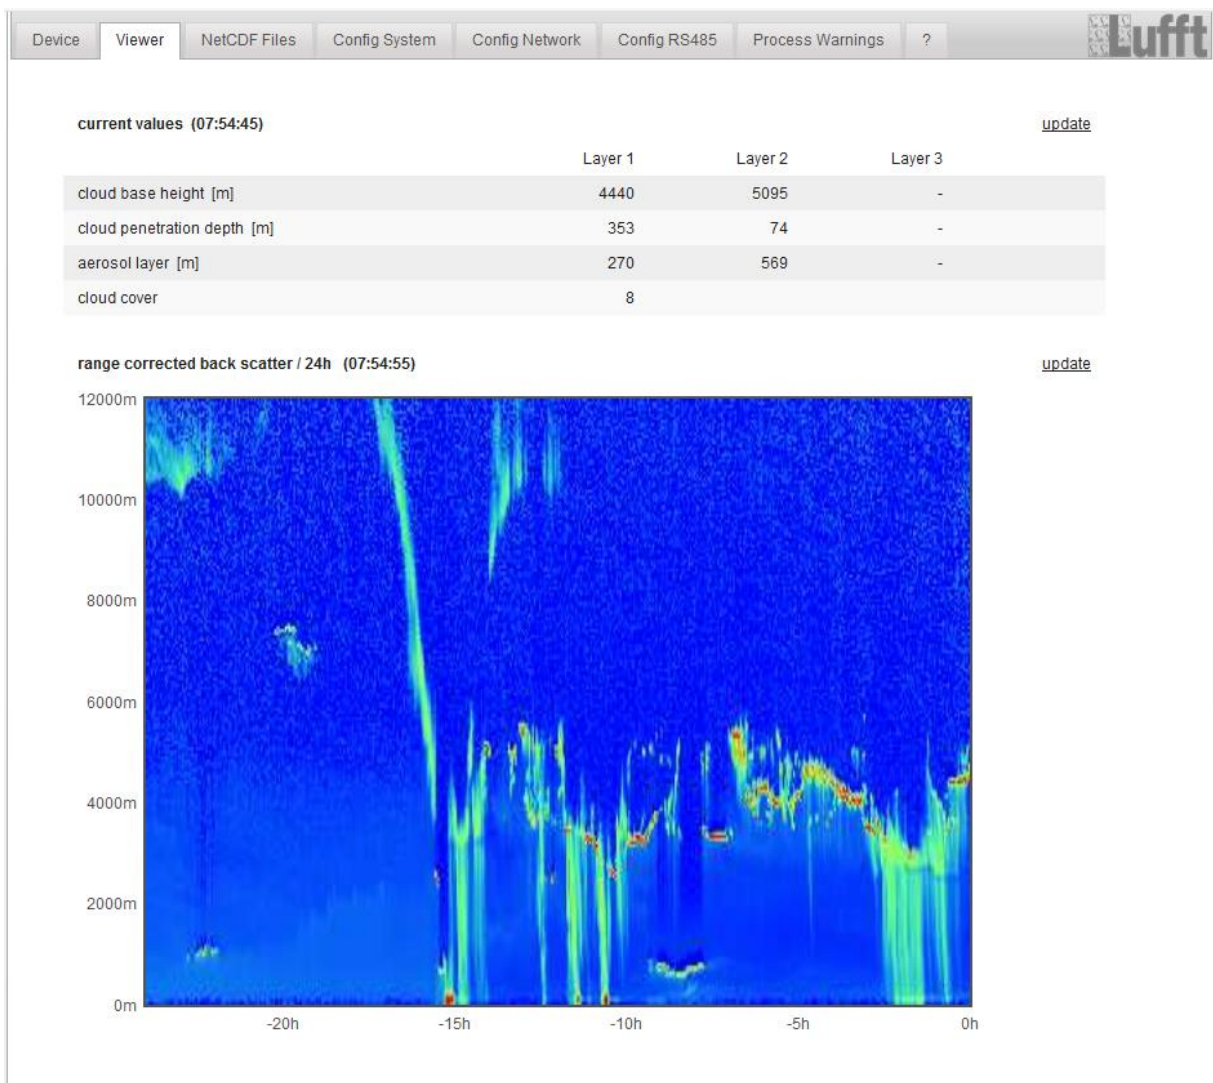 Device Viewer NetCDF Files Config System Config Network Config RS485 Process Warnings ? Lufft
current values (07:54:45) update
Layer 1 Layer 2 Layer 3
cloud base height [m] 4440 5095 -
cloud penetration depth [m] 353 74 -
aerosol layer [m] 270 569 -
cloud cover 8
range corrected back scatter / 24h (07:54:55) update
12000m
10000m
8000m
6000m
4000m
2000m
0m
-20h -15h -10h -5h 0h